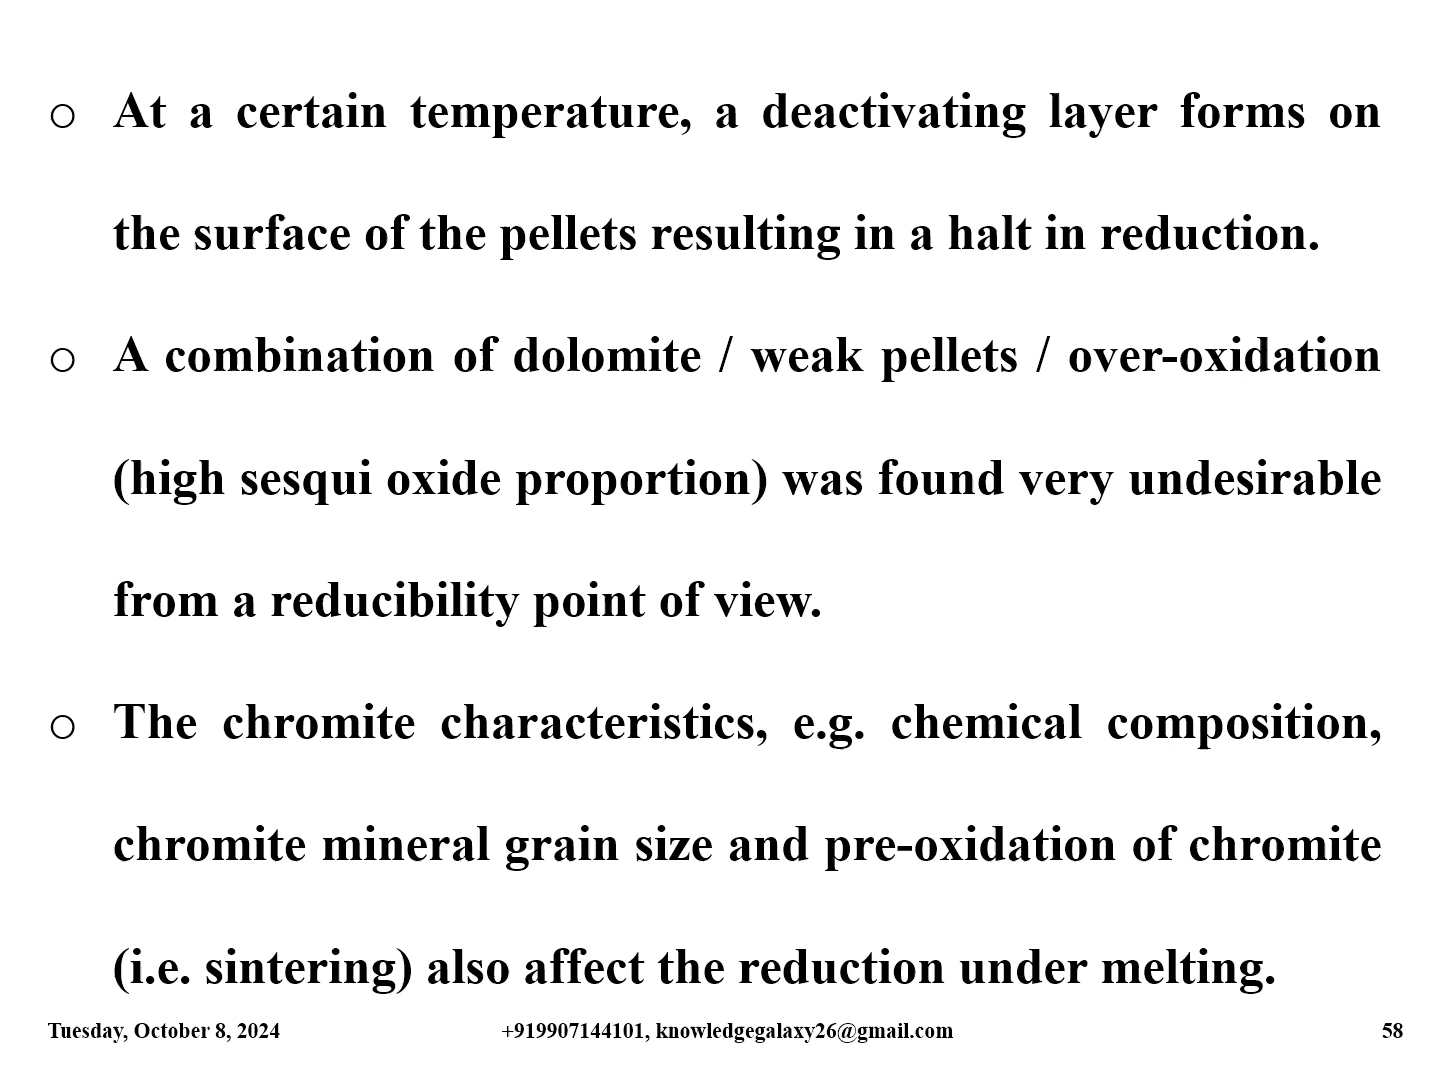 o At a certain temperature, a deactivating layer forms on
the surface of the pellets resulting in a halt in reduction.
o A combination of dolomite / weak pellets / over-oxidation
(high sesqui oxide proportion) was found very undesirable
from a reducibility point of view.
o The chromite characteristics, e.g. chemical composition,
chromite mineral grain size and pre-oxidation of chromite
(i.e. sintering) also affect the reduction under melting.
Tuesday, October 8, 2024 +919907144101, knowledgegalaxy26@gmail.com 58